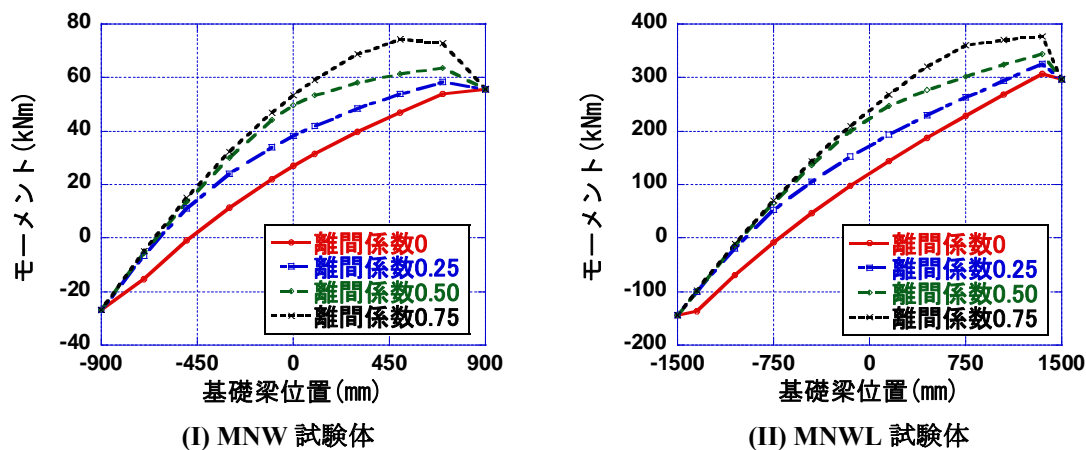 モーメント(kNm)
80
60
40
20
0
-20
-40
-900
-450
0
450
900
基礎梁位置(mm)
離間係数0
離間係数0.25
離間係数0.50
離間係数0.75
(I) MNW 試験体
モーメント(kNm)
400
300
200
100
0
-100
-200
-1500
-750
0
750
1500
基礎梁位置(mm)
離間係数0
離間係数0.25
離間係数0.50
離間係数0.75
(II) MNWL 試験体